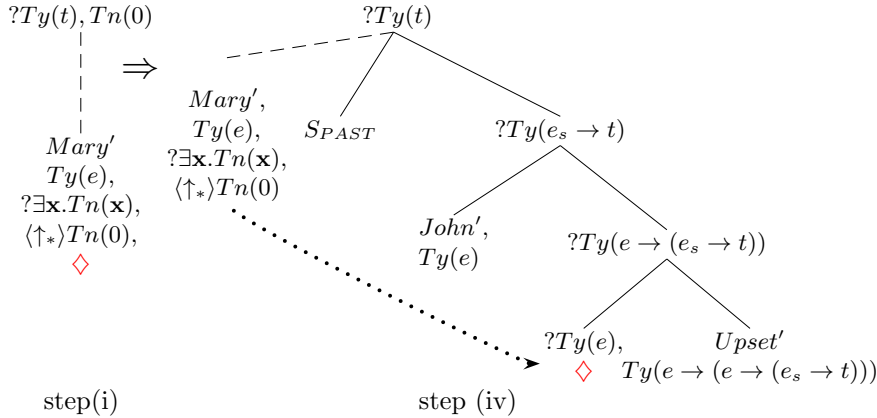 ?Ty(t), Tn(0)
⇒
Mary′
Ty(e),
?∃x.Tn(x),
⟨↑∗⟩Tn(0),
♢
step(i)
?Ty(t)
Mary′,
Ty(e),
?∃x.Tn(x),
⟨↑∗⟩Tn(0)
S_PAST
?Ty(e_s → t)
John′,
Ty(e)
?Ty(e → (e_s → t))
?Ty(e),
♢
Upset′
Ty(e → (e → (e_s → t)))
step (iv)